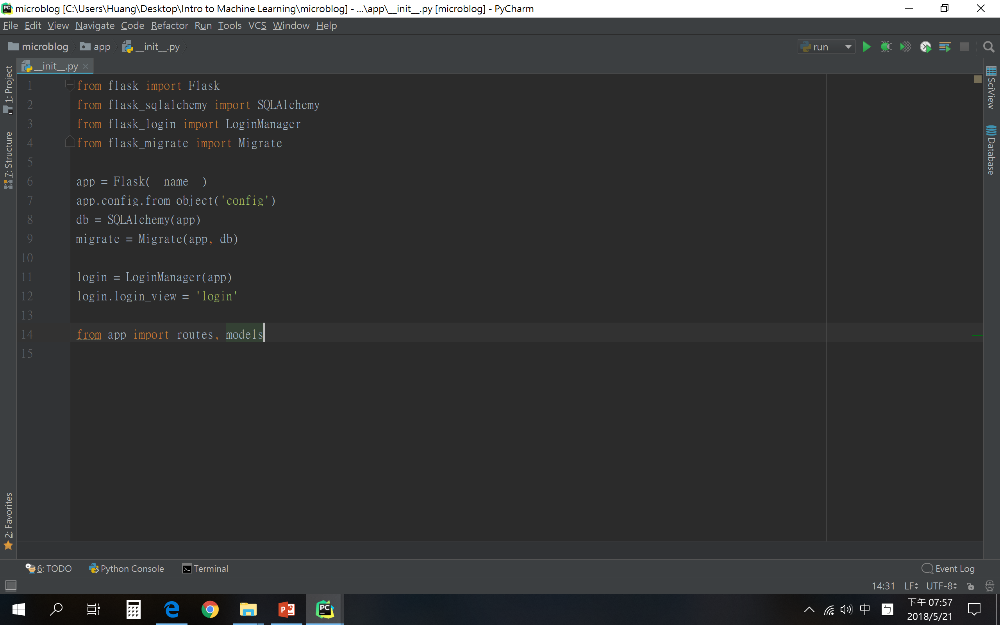 microblog [C:\Users\Huang\Desktop\Intro to Machine Learning\microblog] - ...\app\__init__.py [microblog] - PyCharm
File Edit View Navigate Code Refactor Run Tools VCS Window Help
microblog app __init__.py run
__init__.py
1: Project
7: Structure
2: Favorites
SciView
Database
1 from flask import Flask
2 from flask_sqlalchemy import SQLAlchemy
3 from flask_login import LoginManager
4 from flask_migrate import Migrate
5
6 app = Flask(__name__)
7 app.config.from_object('config')
8 db = SQLAlchemy(app)
9 migrate = Migrate(app, db)
10
11 login = LoginManager(app)
12 login.login_view = 'login'
13
14 from app import routes, models
15
6: TODO Python Console Terminal Event Log
14:31 LF UTF-8
中 ㄅ 下午 07:57
2018/5/21